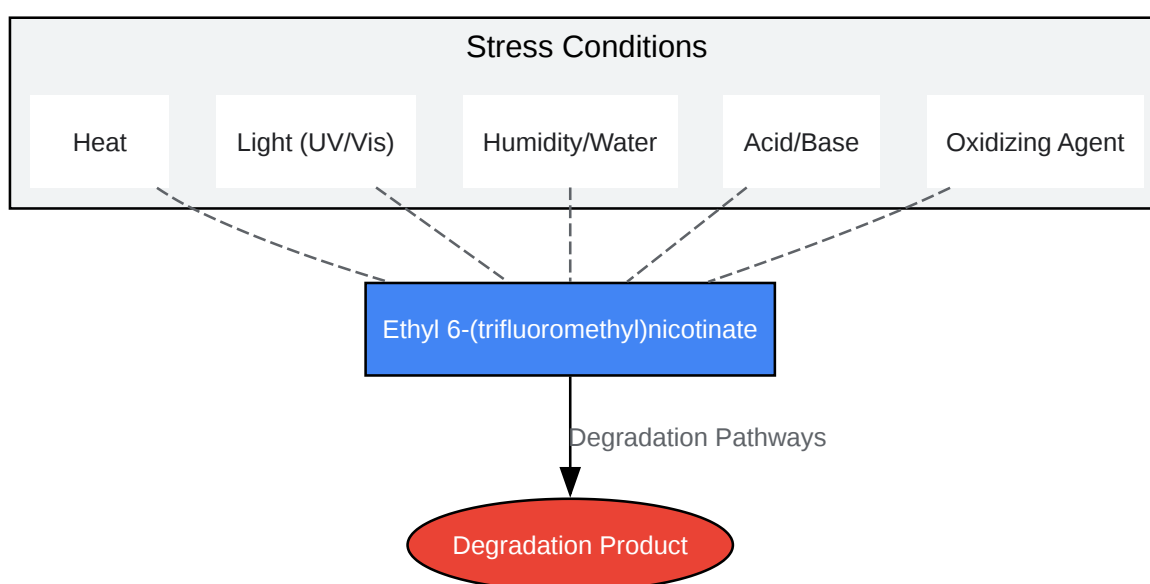 Stress Conditions
Heat
Light (UV/Vis)
Humidity/Water
Acid/Base
Oxidizing Agent
Ethyl 6-(trifluoromethyl)nicotinate
Degradation Pathways
Degradation Product